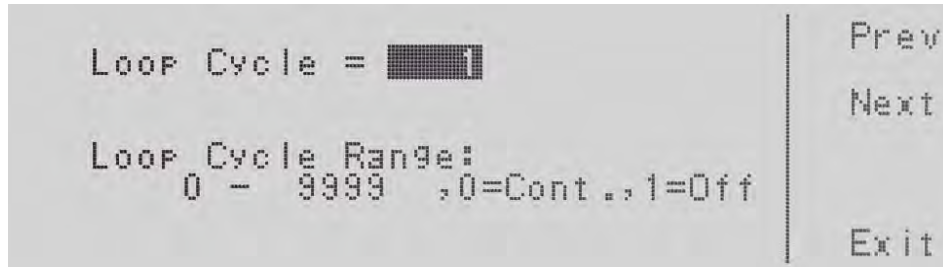 Loop Cycle = 1
Prev
Next
Loop Cycle Range:
0 - 9999 ,0=Cont.,1=Off
Exit